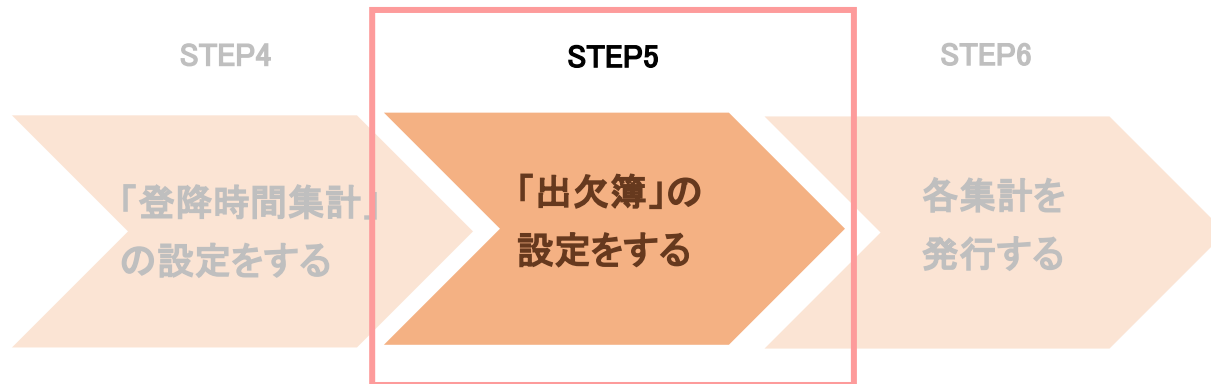 STEP4
「登降時間集計」
の設定をする
STEP5
「出欠簿」の
設定をする
STEP6
各集計を
発行する